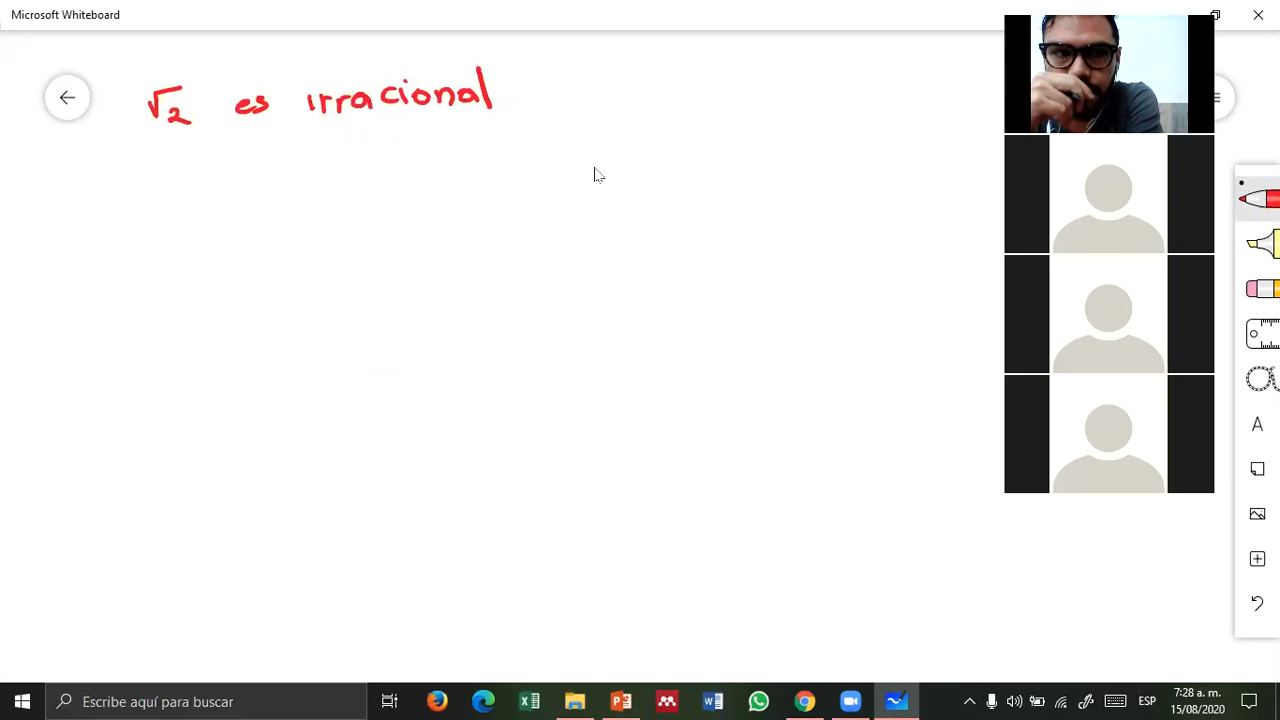 Microsoft Whiteboard
√2 es irracional
A
Escribe aquí para buscar
ESP
7:28 a. m.
15/08/2020